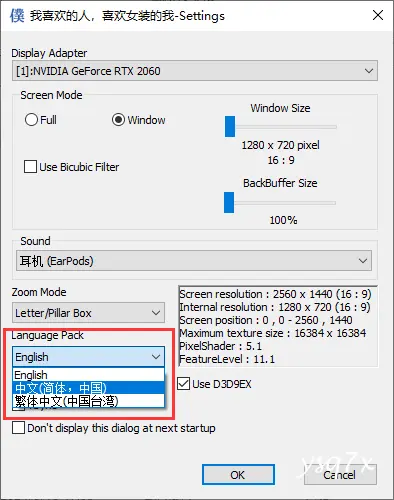 僕 我喜欢的人，喜欢女装的我-Settings
Display Adapter
[1]:NVIDIA GeForce RTX 2060
Screen Mode
Full
Window
Use Bicubic Filter
Window Size
1280 x 720 pixel
16 : 9
BackBuffer Size
100%
Sound
耳机 (EarPods)
Zoom Mode
Letter/Pillar Box
Screen resolution : 2560 x 1440 (16 : 9)
Internal resolution : 1280 x 720 (16 : 9)
Screen position : 0 , 0 - 2560 , 1440
Maximum texture size : 16384 x 16384
PixelShader : 5.1
FeatureLevel : 11.1
Language Pack
English
English
中文(简体，中国)
繁体中文(中国台湾)
Use D3D9EX
Don't display this dialog at next startup
OK
Cancel
ysq7x